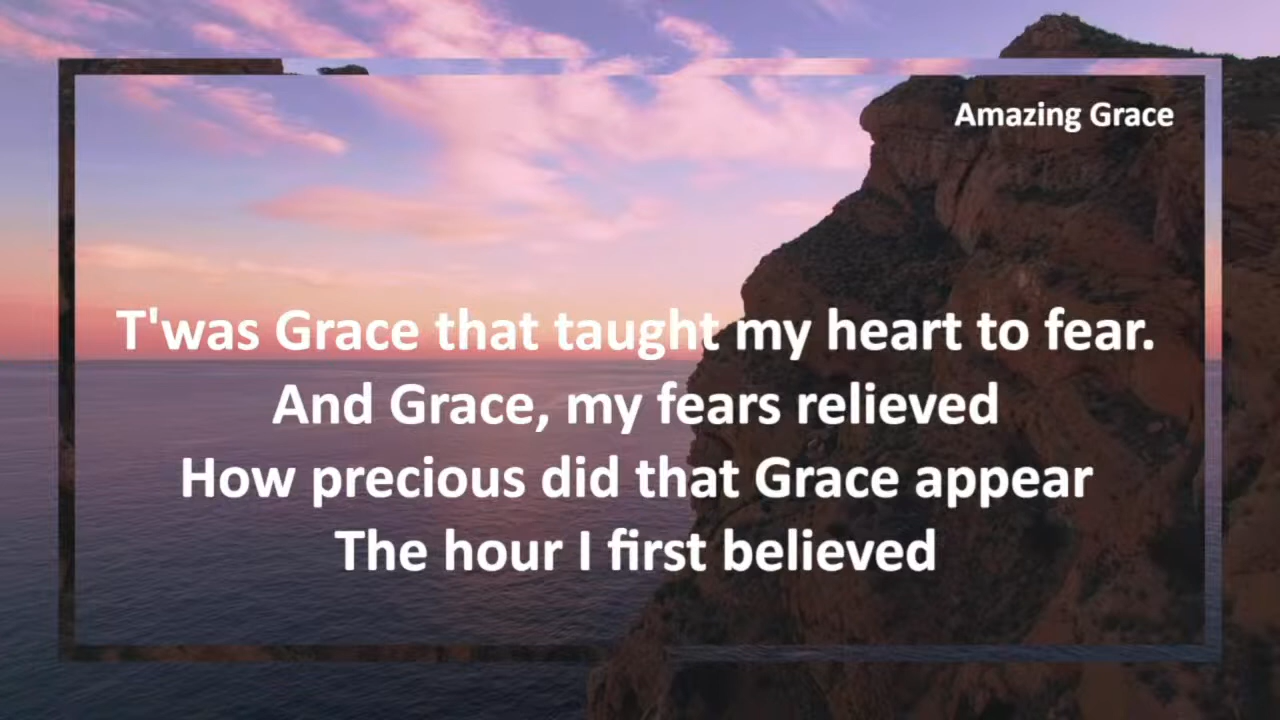 Amazing Grace
T'was Grace that taught my heart to fear.
And Grace, my fears relieved
How precious did that Grace appear
The hour I first believed